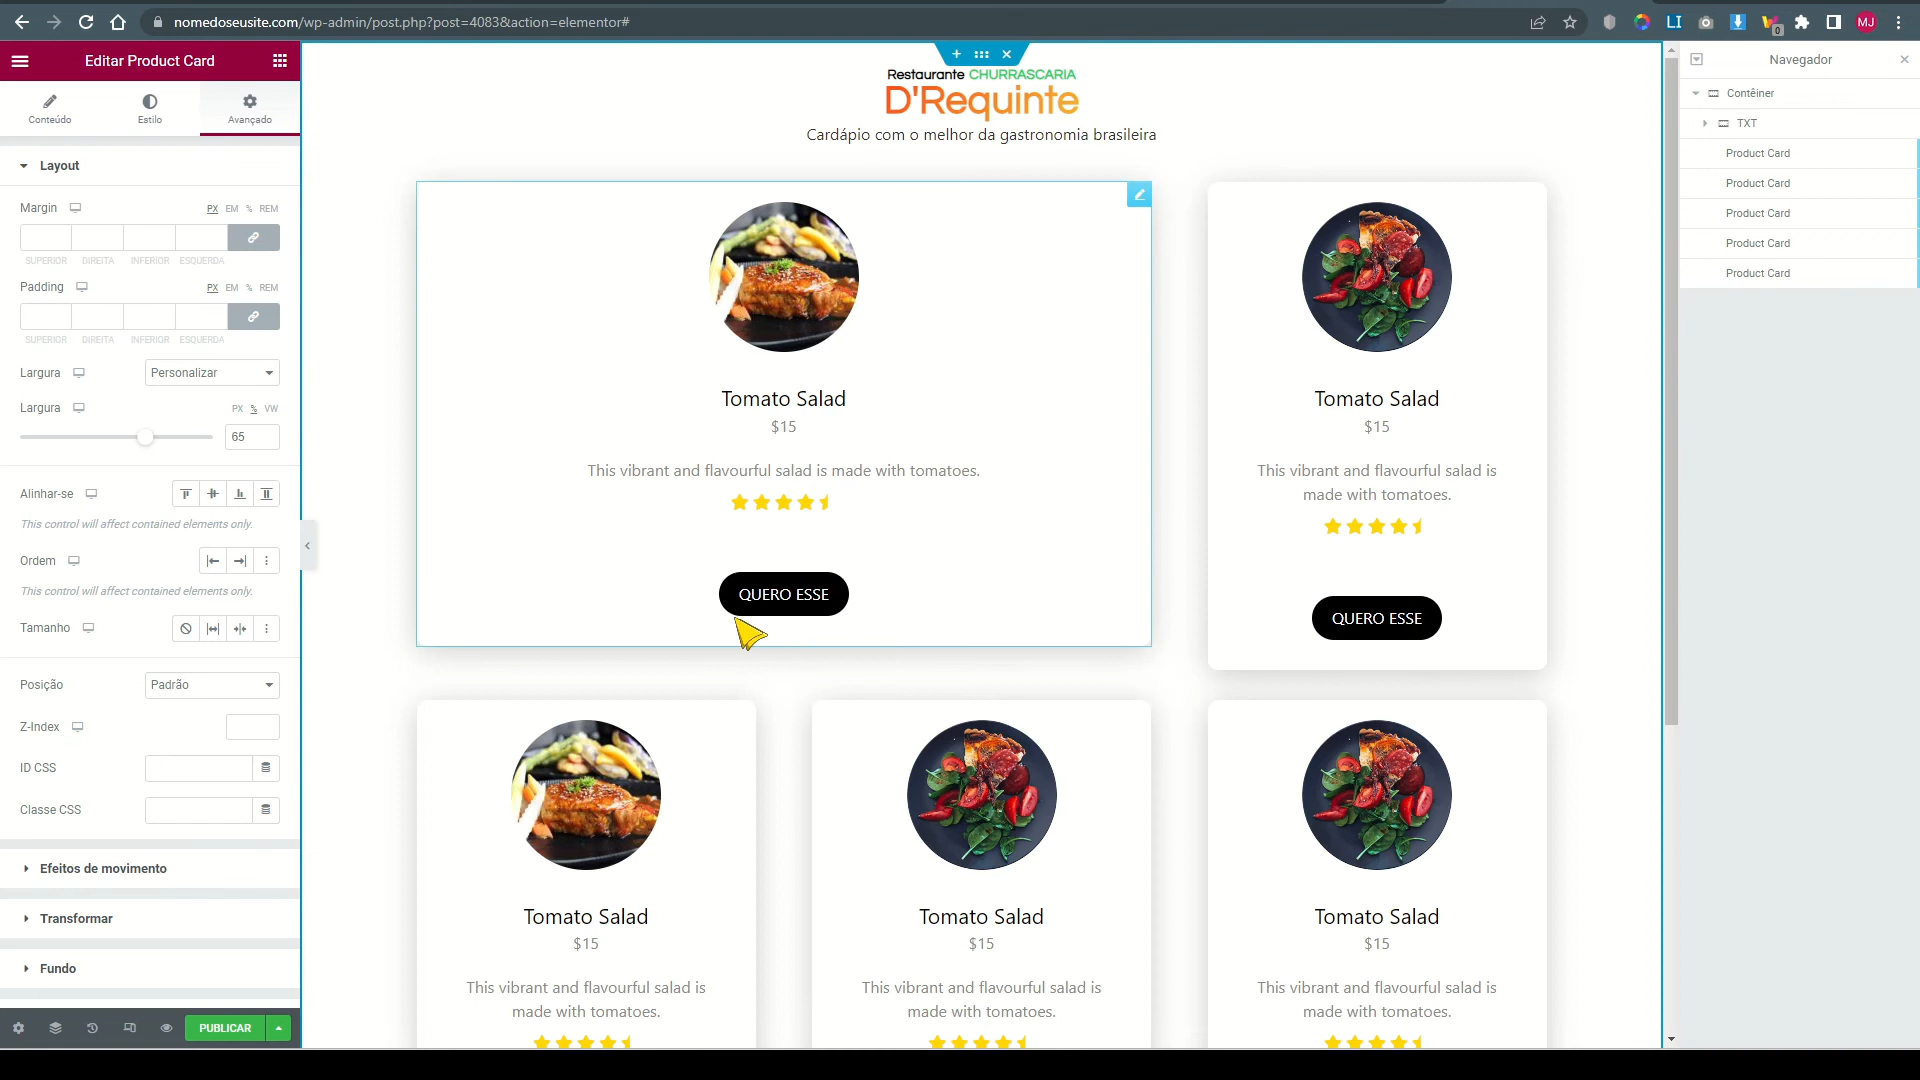 nomedoseusite.com/wp-admin/post.php?post=4083&action=elementor#
LI
0
MJ
Editar Product Card
Conteúdo
Estilo
Avançado
Layout
Margin
PX EM % REM
SUPERIOR DIREITA INFERIOR ESQUERDA
Padding
PX EM % REM
SUPERIOR DIREITA INFERIOR ESQUERDA
Largura
Personalizar
Largura
PX % VW
65
Alinhar-se
This control will affect contained elements only.
Ordem
This control will affect contained elements only.
Tamanho
Posição
Padrão
Z-Index
ID CSS
Classe CSS
Efeitos de movimento
Transformar
Fundo
PUBLICAR
Restaurante CHURRASCARIA
D'Requinte
Cardápio com o melhor da gastronomia brasileira
Tomato Salad
$15
This vibrant and flavourful salad is made with tomatoes.
QUERO ESSE
Tomato Salad
$15
This vibrant and flavourful salad is
made with tomatoes.
QUERO ESSE
Tomato Salad
$15
This vibrant and flavourful salad is
made with tomatoes.
Tomato Salad
$15
This vibrant and flavourful salad is
made with tomatoes.
Tomato Salad
$15
This vibrant and flavourful salad is
made with tomatoes.
Navegador
Contêiner
TXT
Product Card
Product Card
Product Card
Product Card
Product Card